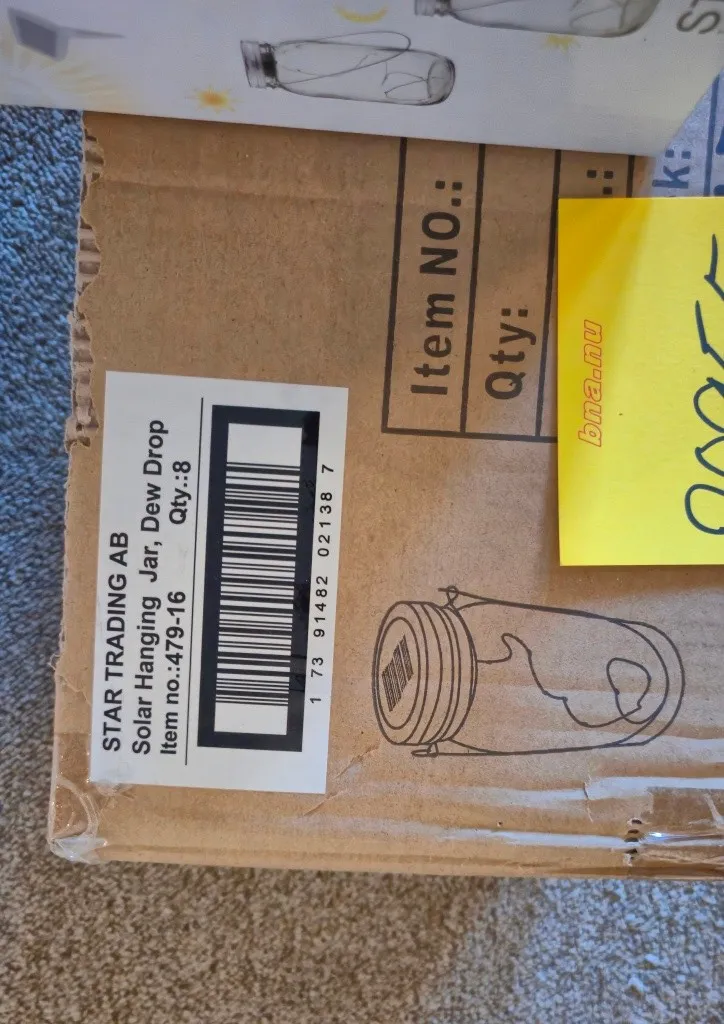 STAR TRADING AB
Solar Hanging Jar, Dew Drop
Item no.:479-16 Qty.:8
1 73 91482 02138 7
Item NO.:
Qty:
bna.nu